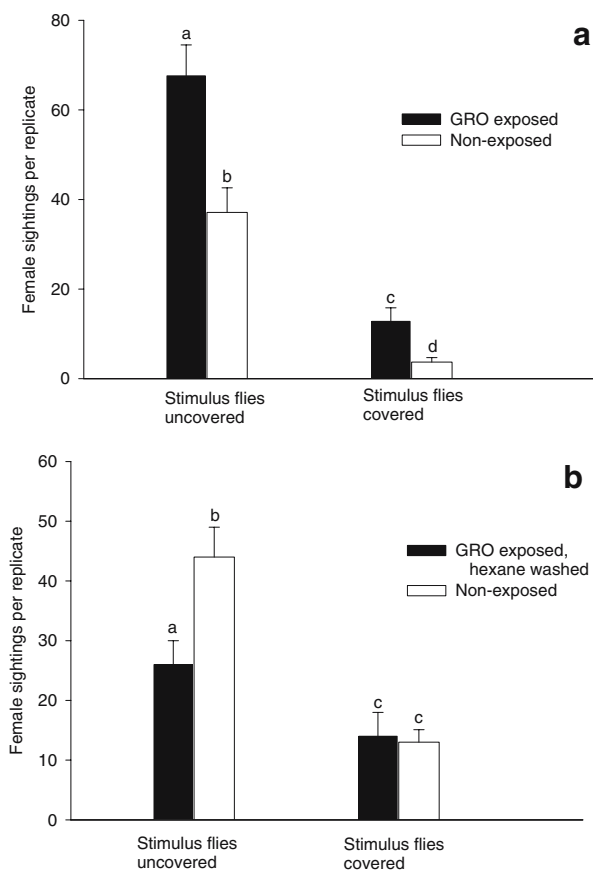 a
80
60
40
20
0
Female sightings per replicate
a
b
c
d
GRO exposed
Non-exposed
Stimulus flies
uncovered
Stimulus flies
covered
b
60
50
40
30
20
10
0
Female sightings per replicate
a
b
c
c
GRO exposed,
hexane washed
Non-exposed
Stimulus flies
uncovered
Stimulus flies
covered